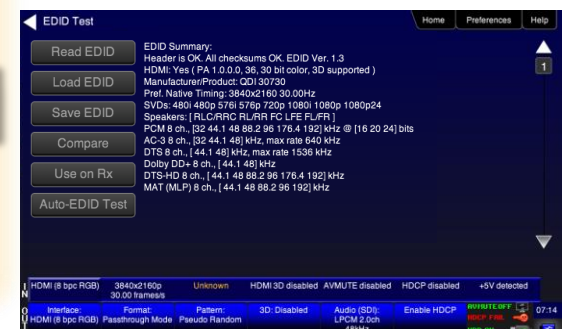 EDID Test
Home Preferences Help
Read EDID
Load EDID
Save EDID
Compare
Use on Rx
Auto-EDID Test
EDID Summary:
Header is OK. All checksums OK. EDID Ver. 1.3
HDMI: Yes ( PA 1.0.0.0, 36, 30 bit color, 3D supported )
Manufacturer/Product: QDI 30730
Pref. Native Timing: 3840x2160 30.00Hz
SVDs: 480i 480p 576i 576p 720p 1080i 1080p 1080p24
Speakers: [ RLC/RRC RL/RR FC LFE FL/FR ]
PCM 8 ch., [32 44.1 48 88.2 96 176.4 192] kHz @ [16 20 24] bits
AC-3 8 ch., [32 44.1 48] kHz, max rate 640 kHz
DTS 8 ch., [ 44.1 48] kHz, max rate 1536 kHz
Dolby DD+ 8 ch., [ 44.1 48] kHz
DTS-HD 8 ch., [ 44.1 48 88.2 96 176.4 192] kHz
MAT (MLP) 8 ch., [ 44.1 48 88.2 96 192] kHz
1
IN
HDMI (8 bpc RGB)
3840x2160p
30.00 frames/s
Unknown
HDMI 3D disabled
AVMUTE disabled
HDCP disabled
+5V detected
Interface:
HDMI (8 bpc RGB)
Format:
Passthrough Mode
Pattern:
Pseudo Random
3D: Disabled
Audio (SDI):
LPCM 2.0ch
48kHz
Enable HDCP
AVMUTE OFF
HDCP FAIL
07:14